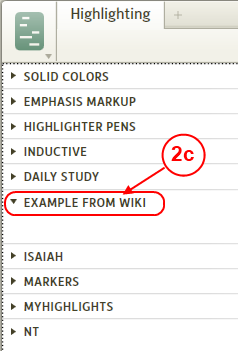 Highlighting +
SOLID COLORS
EMPHASIS MARKUP
HIGHLIGHTER PENS
INDUCTIVE
2c
DAILY STUDY
EXAMPLE FROM WIKI
ISAIAH
MARKERS
MYHIGHLIGHTS
NT